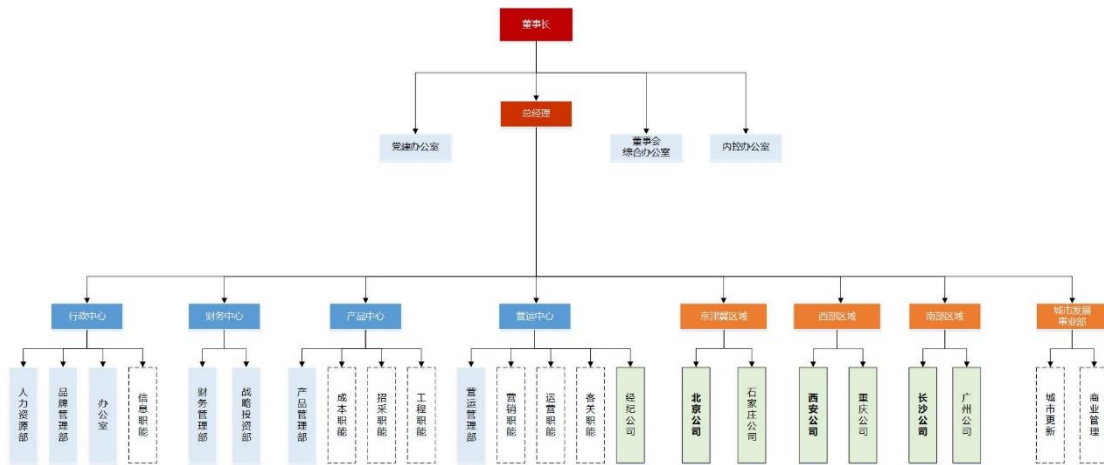 董事长
总经理
党建办公室
董事会
综合办公室
内控办公室
行政中心
财务中心
产品中心
营运中心
京津冀区域
西部区域
南部区域
城市发展
事业部
人力资源部
品牌管理部
办公室
信息职能
财务管理部
战略投资部
产品管理部
成本职能
招采职能
工程职能
营运管理部
营销职能
运营职能
客关职能
经纪公司
北京公司
石家庄公司
西安公司
重庆公司
长沙公司
广州公司
城市更新
商业管理